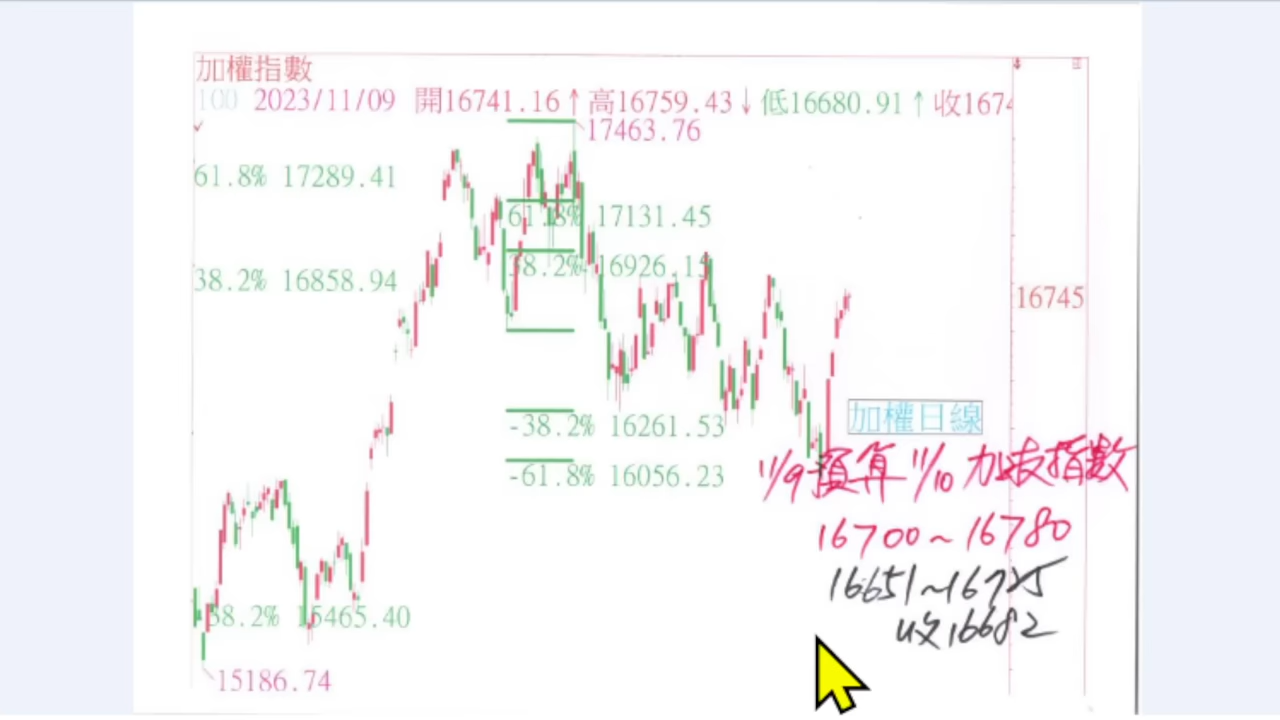 加權指數
100 2023/11/09 開16741.16↑高16759.43↓低16680.91↑收1674
17463.76
61.8% 17289.41
61.8% 17131.45
38.2% 16926.15
38.2% 16858.94
16745
加權日線
-38.2% 16261.53
-61.8% 16056.23
11/9預算11/10加權指數
16700~16780
16651~16725
收16682
38.2% 15465.40
15186.74